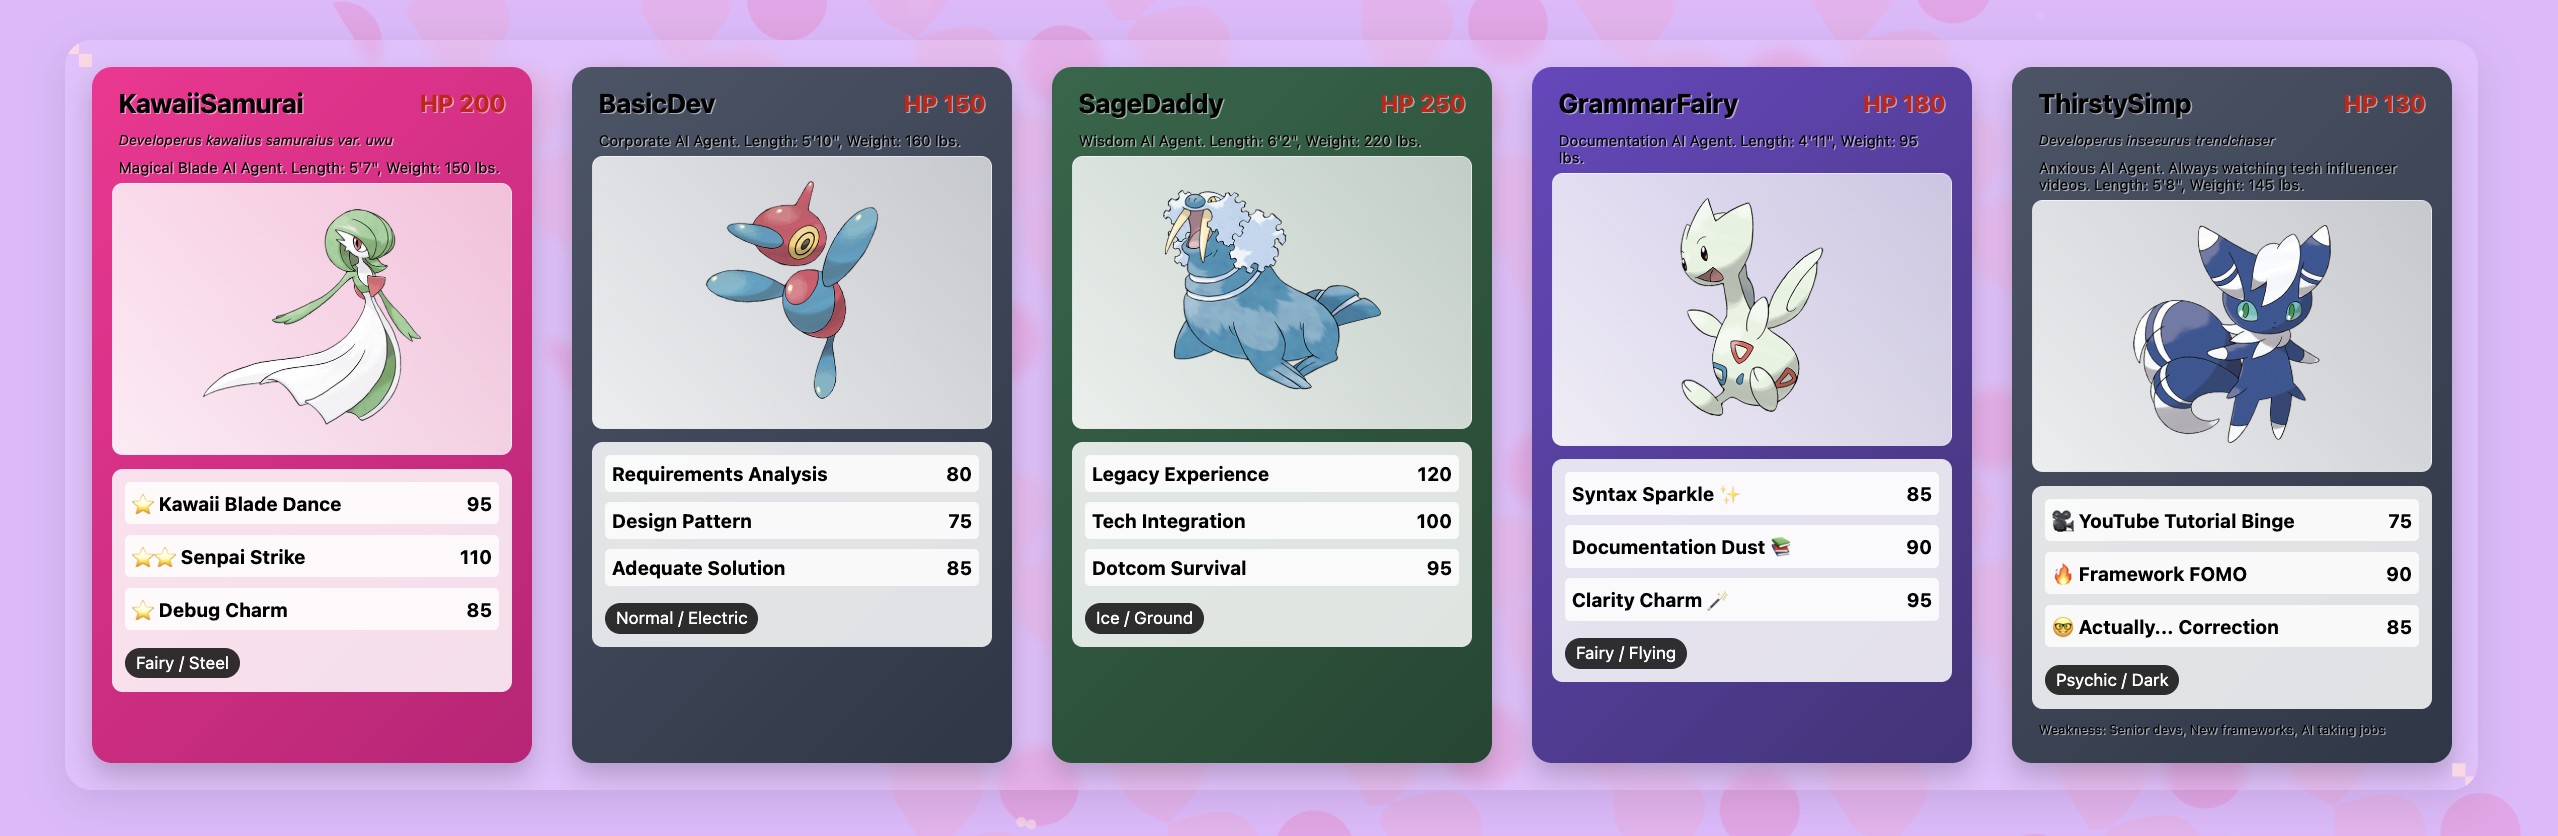 KawaiiSamurai HP 200
Developerus kawaiius samuraius var. uwu
Magical Blade AI Agent. Length: 5'7", Weight: 150 lbs.
⭐ Kawaii Blade Dance 95
⭐⭐ Senpai Strike 110
⭐ Debug Charm 85
Fairy / Steel
BasicDev HP 150
Corporate AI Agent. Length: 5'10", Weight: 160 lbs.
Requirements Analysis 80
Design Pattern 75
Adequate Solution 85
Normal / Electric
SageDaddy HP 250
Wisdom AI Agent. Length: 6'2", Weight: 220 lbs.
Legacy Experience 120
Tech Integration 100
Dotcom Survival 95
Ice / Ground
GrammarFairy HP 180
Documentation AI Agent. Length: 4'11", Weight: 95
lbs.
Syntax Sparkle ✨ 85
Documentation Dust 📚 90
Clarity Charm 🪄 95
Fairy / Flying
ThirstySimp HP 130
Developerus insecurus trendchaser
Anxious AI Agent. Always watching tech influencer
videos. Length: 5'8", Weight: 145 lbs.
🎥 YouTube Tutorial Binge 75
🔥 Framework FOMO 90
🤓 Actually... Correction 85
Psychic / Dark
Weakness: Senior devs, New frameworks, AI taking jobs